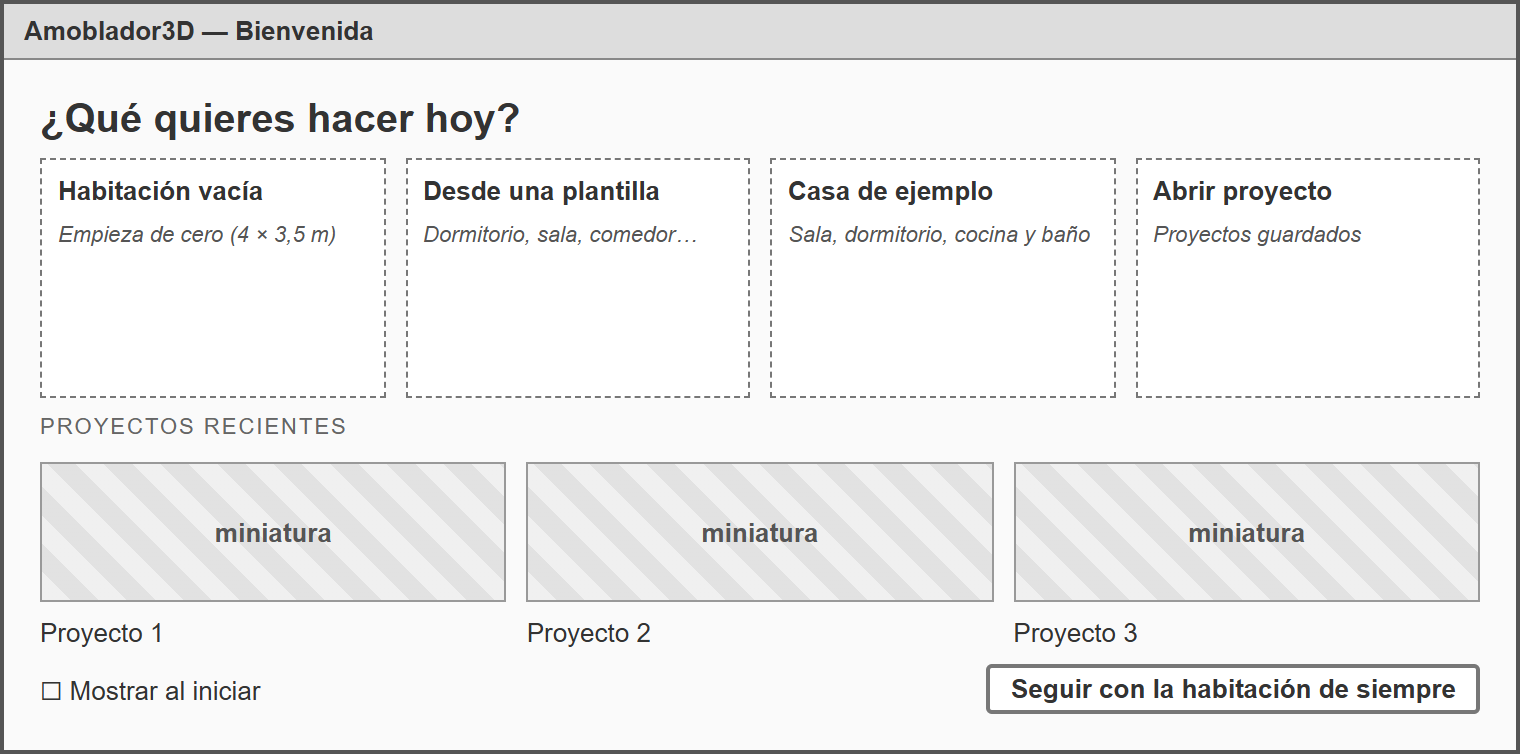 Amoblador3D — Bienvenida
¿Qué quieres hacer hoy?
Habitación vacía
Empieza de cero (4 × 3,5 m)
Desde una plantilla
Dormitorio, sala, comedor…
Casa de ejemplo
Sala, dormitorio, cocina y baño
Abrir proyecto
Proyectos guardados
PROYECTOS RECIENTES
miniatura
miniatura
miniatura
Proyecto 1
Proyecto 2
Proyecto 3
☐ Mostrar al iniciar
Seguir con la habitación de siempre